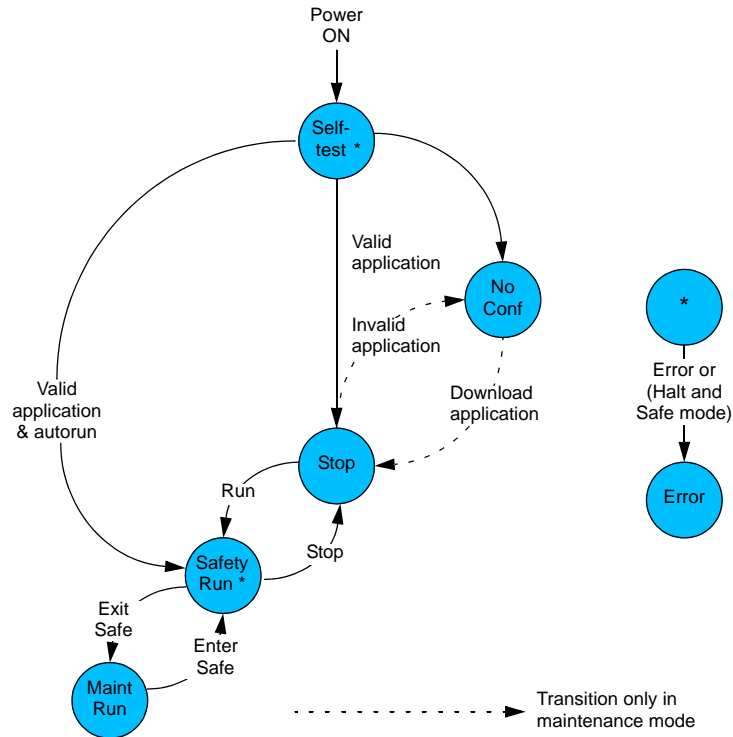 Power
ON
Self-
test *
Valid
application
No
Conf
*
Invalid
application
Error or
(Halt and
Safe mode)
Download
application
Valid
application
& autorun
Stop
Error
Run
Stop
Safety
Run *
Exit
Safe
Enter
Safe
Maint
Run
Transition only in
maintenance mode